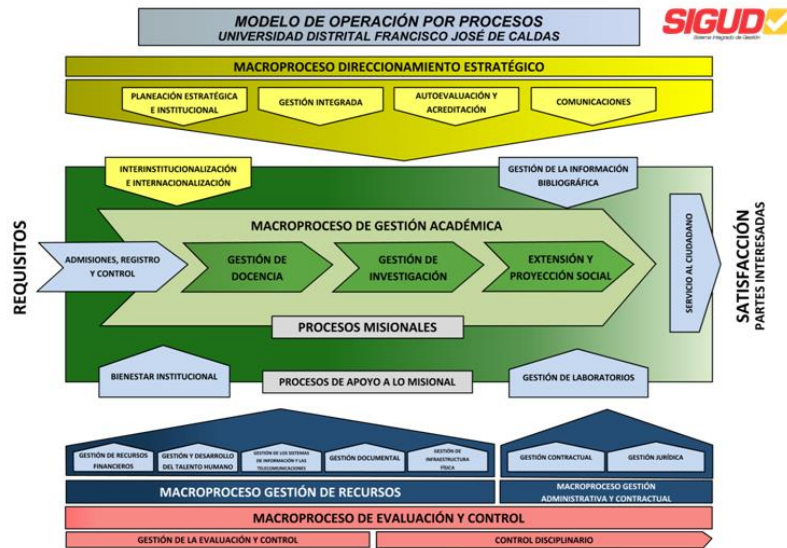 MODELO DE OPERACIÓN POR PROCESOS
UNIVERSIDAD DISTRITAL FRANCISCO JOSÉ DE CALDAS
SIGUD
Sistema Integrado de Gestión
MACROPROCESO DIRECCIONAMIENTO ESTRATÉGICO
PLANEACIÓN ESTRATÉGICA
E INSTITUCIONAL
GESTIÓN INTEGRADA
AUTOEVALUACIÓN Y
ACREDITACIÓN
COMUNICACIONES
INTERINSTITUCIONALIZACIÓN
E INTERNACIONALIZACIÓN
GESTIÓN DE LA INFORMACIÓN
BIBLIOGRÁFICA
REQUISITOS
MACROPROCESO DE GESTIÓN ACADÉMICA
ADMISIONES, REGISTRO
Y CONTROL
GESTIÓN DE
DOCENCIA
GESTIÓN DE
INVESTIGACIÓN
EXTENSIÓN Y
PROYECCIÓN SOCIAL
SERVICIO AL CIUDADANO
SATISFACCIÓN
PARTES INTERESADAS
PROCESOS MISIONALES
BIENESTAR INSTITUCIONAL
PROCESOS DE APOYO A LO MISIONAL
GESTIÓN DE LABORATORIOS
GESTIÓN DE RECURSOS
FINANCIEROS
GESTIÓN Y DESARROLLO
DEL TALENTO HUMANO
GESTIÓN DE LOS SISTEMAS
DE INFORMACIÓN Y LAS
TELECOMUNICACIONES
GESTIÓN DOCUMENTAL
GESTIÓN DE
INFRAESTRUCTURA
FÍSICA
GESTIÓN CONTRACTUAL
GESTIÓN JURÍDICA
MACROPROCESO GESTIÓN DE RECURSOS
MACROPROCESO GESTIÓN
ADMINISTRATIVA Y CONTRACTUAL
MACROPROCESO DE EVALUACIÓN Y CONTROL
GESTIÓN DE LA EVALUACIÓN Y CONTROL
CONTROL DISCIPLINARIO